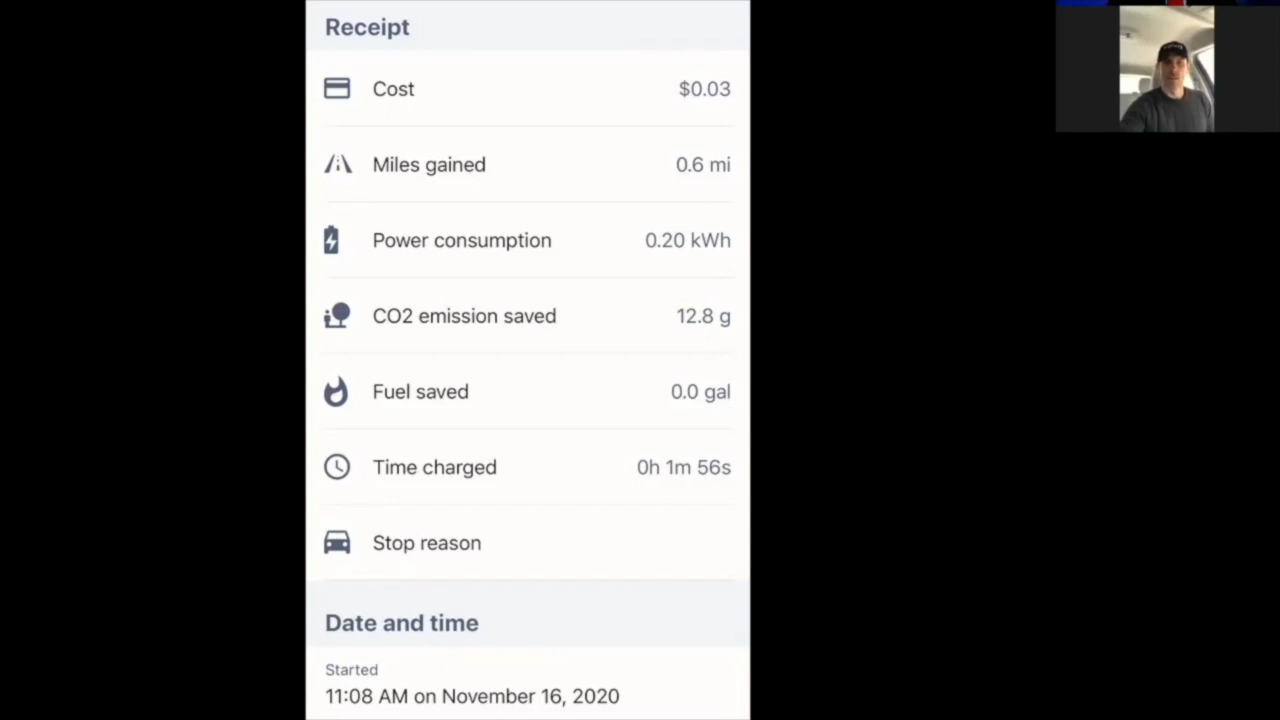 Receipt
Cost $0.03
Miles gained 0.6 mi
Power consumption 0.20 kWh
CO2 emission saved 12.8 g
Fuel saved 0.0 gal
Time charged 0h 1m 56s
Stop reason
Date and time
Started
11:08 AM on November 16, 2020